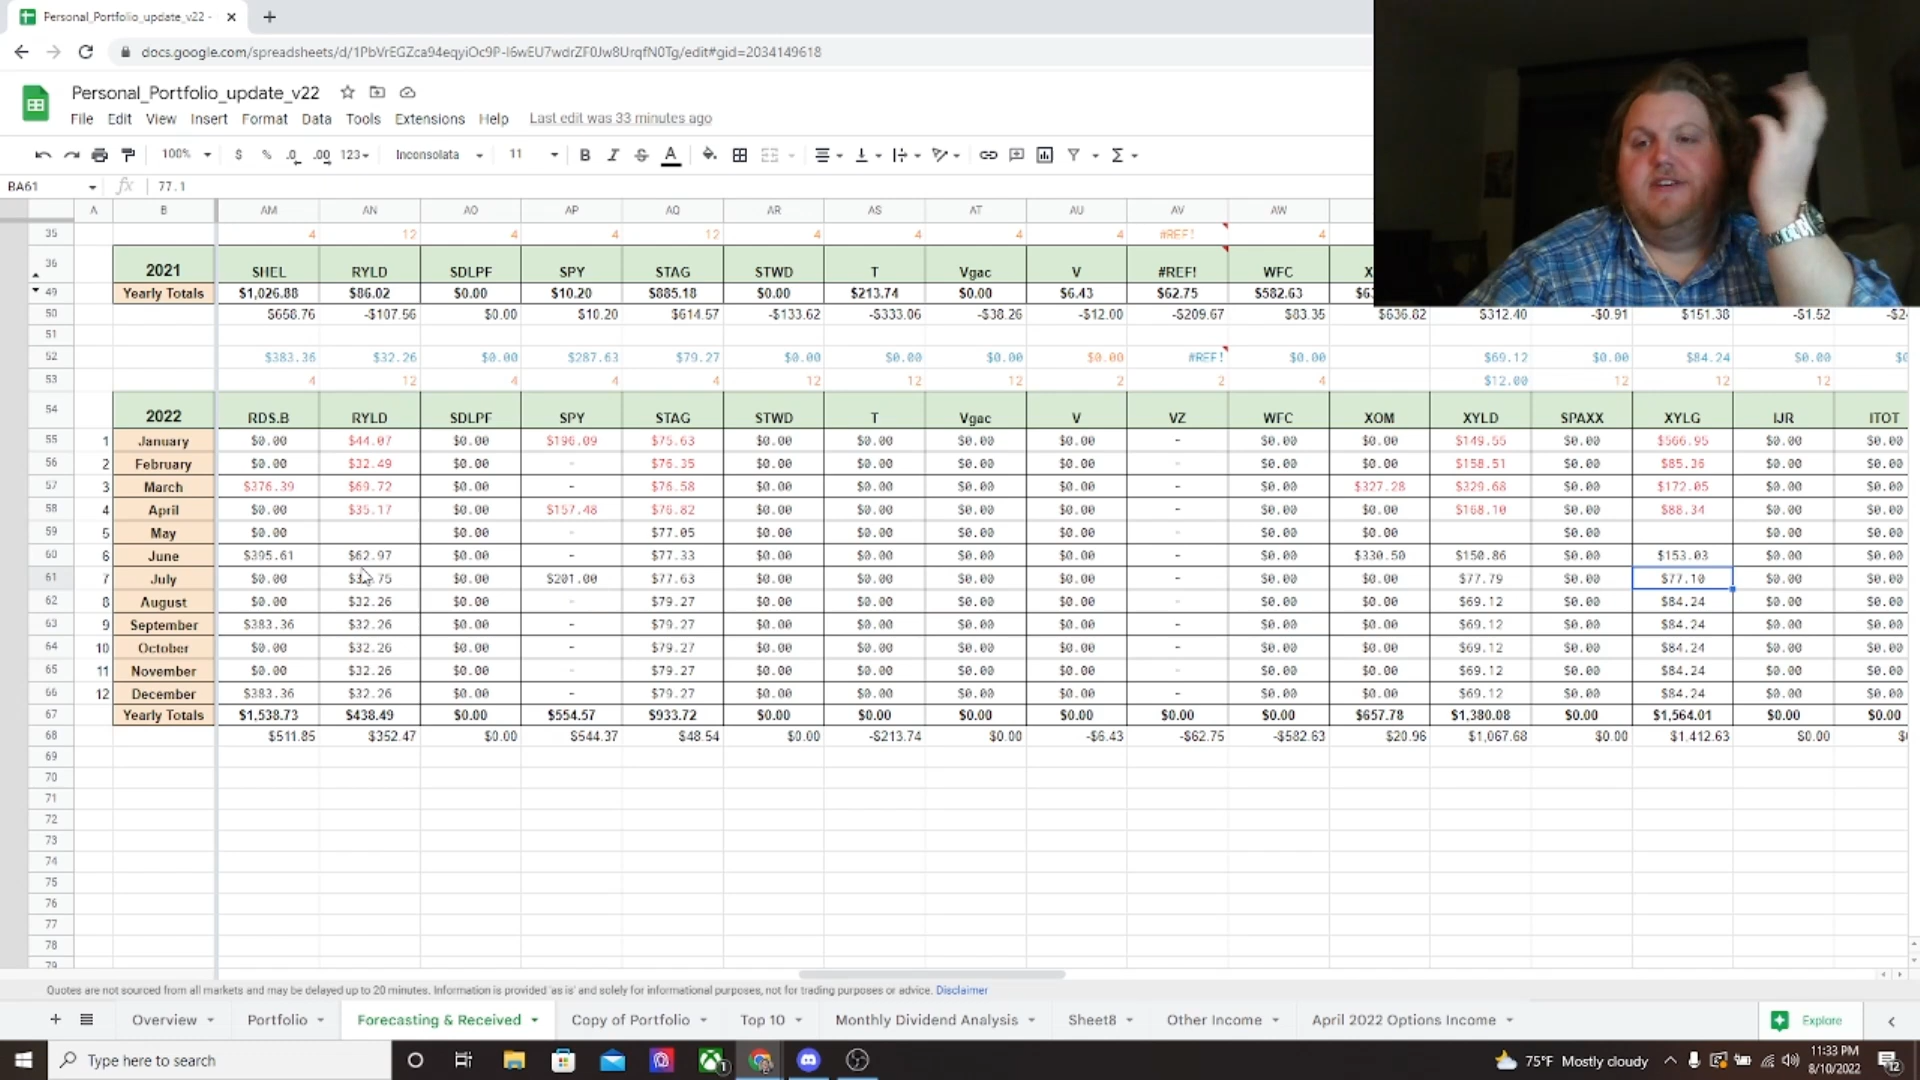 Personal_Portfolio_update_v22 -
docs.google.com/spreadsheets/d/1PbVrEGZca94eqyiOc9P-I6wEU7wdrZF0Jw8UrqfN0Tg/edit#gid=2034149618
Personal_Portfolio_update_v22
File Edit View Insert Format Data Tools Extensions Help Last edit was 33 minutes ago
100% $ % .0 .00 123 Inconsolata 11 B I S A
BA61 fx 77.1
A B AM AN AO AP AQ AR AS AT AU AV AW
35 4 12 4 4 12 4 4 4 4 #REF! 4
36 2021 SHEL RYLD SDLPF SPY STAG STWD T Vgac V #REF! WFC
49 Yearly Totals $1,026.88 $86.02 $0.00 $10.20 $885.18 $0.00 $213.74 $0.00 $6.43 $62.75 $582.63
50 $658.76 -$107.56 $0.00 $10.20 $614.57 -$133.62 -$333.06 -$38.26 -$12.00 -$209.67 $83.35 $636.82 $312.40 -$0.91 $151.38 -$1.52
51
52 $383.36 $32.26 $0.00 $287.63 $79.27 $0.00 $0.00 $0.00 $0.00 #REF! $0.00 $69.12 $0.00 $84.24 $0.00
53 4 12 4 4 4 12 12 12 2 2 4 $12.00 12 12 12
54 2022 RDS.B RYLD SDLPF SPY STAG STWD T Vgac V VZ WFC XOM XYLD SPAXX XYLG IJR ITOT
55 1 January $0.00 $44.07 $0.00 $196.09 $75.63 $0.00 $0.00 $0.00 $0.00 - $0.00 $0.00 $149.55 $0.00 $566.95 $0.00 $0.00
56 2 February $0.00 $32.49 $0.00 - $76.35 $0.00 $0.00 $0.00 $0.00 - $0.00 $0.00 $158.51 $0.00 $85.36 $0.00 $0.00
57 3 March $376.39 $69.72 $0.00 - $76.58 $0.00 $0.00 $0.00 $0.00 - $0.00 $327.28 $329.68 $0.00 $172.05 $0.00 $0.00
58 4 April $0.00 $35.17 $0.00 $157.48 $76.82 $0.00 $0.00 $0.00 $0.00 - $0.00 $0.00 $168.10 $0.00 $88.34 $0.00 $0.00
59 5 May $0.00 $0.00 - $77.05 $0.00 $0.00 $0.00 $0.00 - $0.00 $0.00 $0.00 $0.00 $0.00
60 6 June $395.61 $62.97 $0.00 - $77.33 $0.00 $0.00 $0.00 $0.00 - $0.00 $330.50 $150.86 $0.00 $153.03 $0.00 $0.00
61 7 July $0.00 $0.00 $201.00 $77.63 $0.00 $0.00 $0.00 $0.00 - $0.00 $0.00 $77.79 $0.00 $77.10 $0.00 $0.00
62 8 August $0.00 $32.26 $0.00 - $79.27 $0.00 $0.00 $0.00 $0.00 - $0.00 $0.00 $69.12 $0.00 $84.24 $0.00 $0.00
63 9 September $383.36 $32.26 $0.00 - $79.27 $0.00 $0.00 $0.00 $0.00 - $0.00 $0.00 $69.12 $0.00 $84.24 $0.00 $0.00
64 10 October $0.00 $32.26 $0.00 - $79.27 $0.00 $0.00 $0.00 $0.00 - $0.00 $0.00 $69.12 $0.00 $84.24 $0.00 $0.00
65 11 November $0.00 $32.26 $0.00 - $79.27 $0.00 $0.00 $0.00 $0.00 - $0.00 $0.00 $69.12 $0.00 $84.24 $0.00 $0.00
66 12 December $383.36 $32.26 $0.00 - $79.27 $0.00 $0.00 $0.00 $0.00 - $0.00 $0.00 $69.12 $0.00 $84.24 $0.00 $0.00
67 Yearly Totals $1,538.73 $438.49 $0.00 $554.57 $933.72 $0.00 $0.00 $0.00 $0.00 $0.00 $0.00 $657.78 $1,380.08 $0.00 $1,564.01 $0.00 $0.00
68 $511.85 $352.47 $0.00 $544.37 $48.54 $0.00 -$213.74 $0.00 -$6.43 -$62.75 -$582.63 $20.96 $1,067.68 $0.00 $1,412.63 $0.00
69
70
71
72
73
74
75
76
77
78
79
Quotes are not sourced from all markets and may be delayed up to 20 minutes. Information is provided 'as is' and solely for informational purposes, not for trading purposes or advice. Disclaimer
Overview Portfolio Forecasting & Received Copy of Portfolio Top 10 Monthly Dividend Analysis Sheet8 Other Income April 2022 Options Income Explore
Type here to search 1 75°F Mostly cloudy 11:33 PM
8/10/2022 12